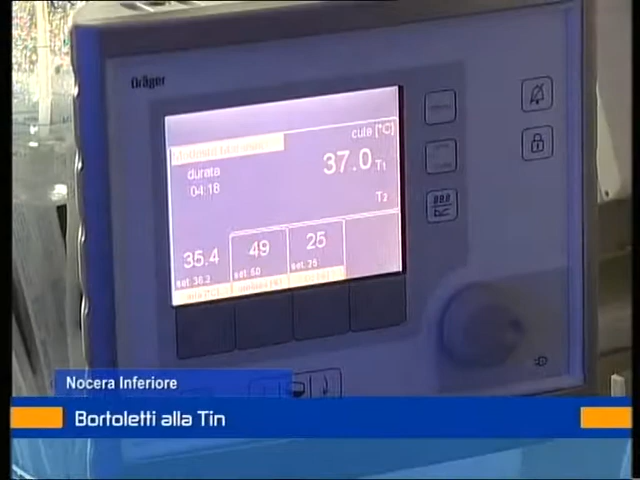 Dräger
cute [°C]
durata
04:18
37.0 T1
T2
35.4
49
25
set: 36.2
set: 50
set: 25
Nocera Inferiore
Bortoletti alla Tin